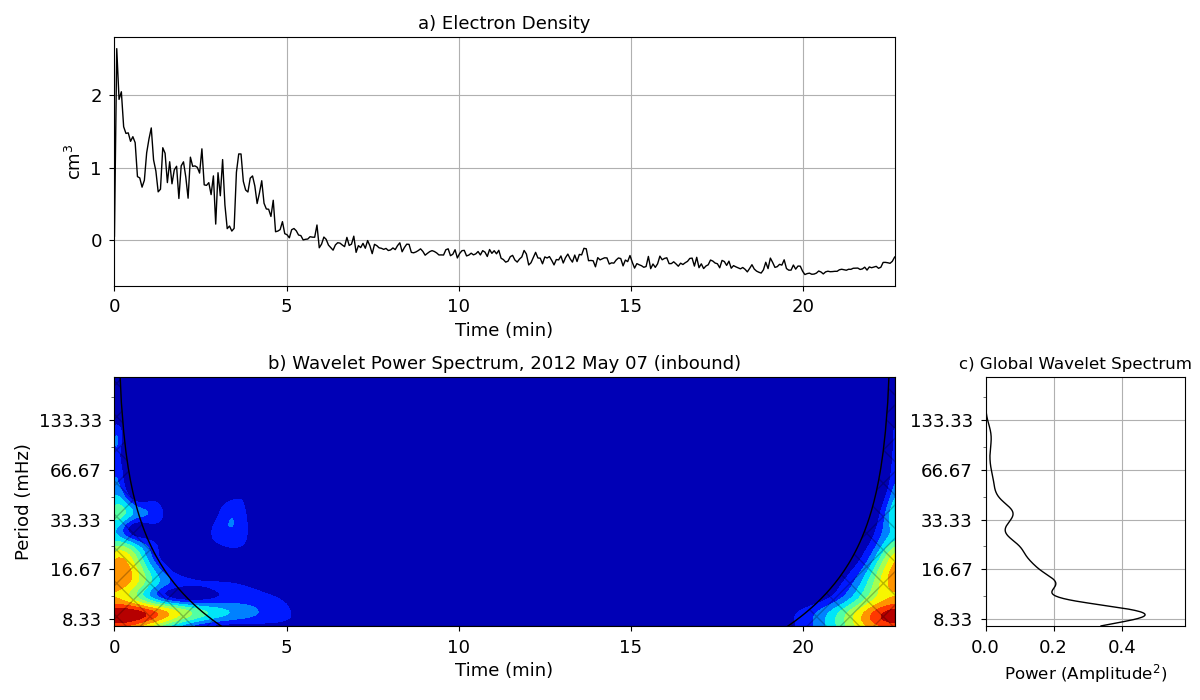 a) Electron Density
cm³
2
1
0
0 5 10 15 20
Time (min)
b) Wavelet Power Spectrum, 2012 May 07 (inbound)
Period (mHz)
133.33
66.67
33.33
16.67
8.33
0 5 10 15 20
Time (min)
c) Global Wavelet Spectrum
133.33
66.67
33.33
16.67
8.33
0.0 0.2 0.4
Power (Amplitude²)